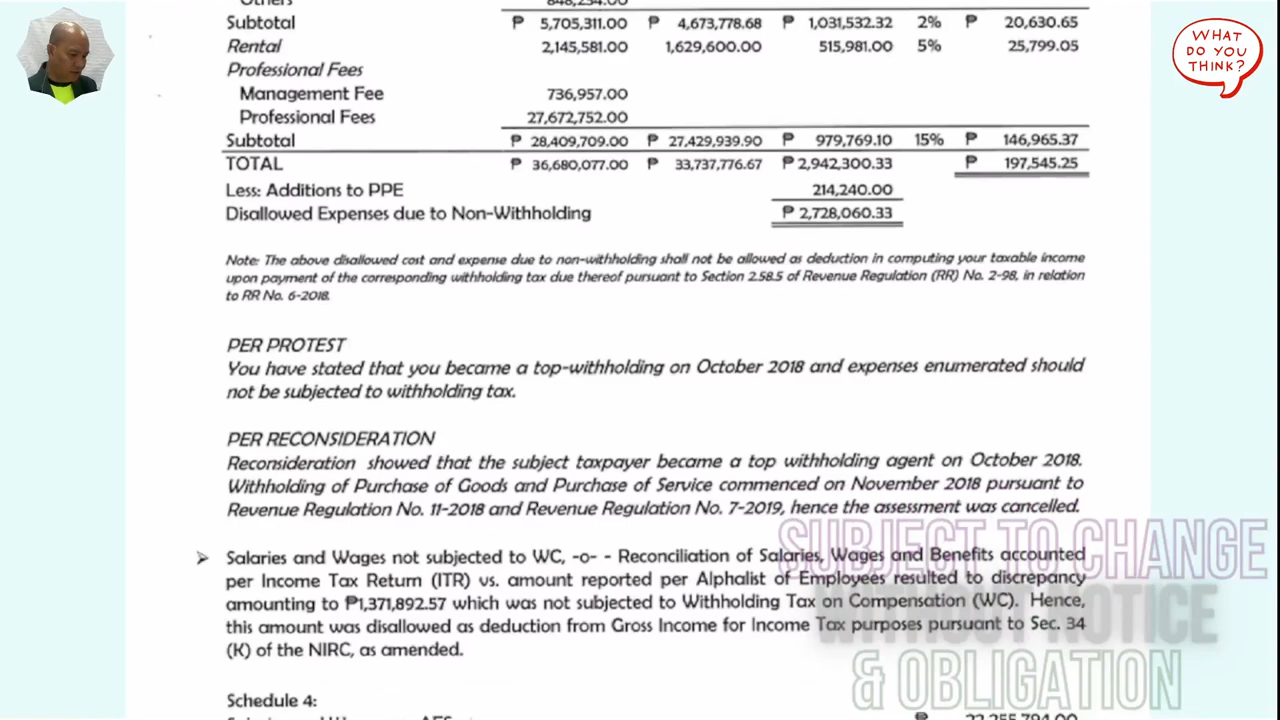 WHAT
DO YOU
THINK?
Others 848,254.00
Subtotal ₱ 5,705,311.00 ₱ 4,673,778.68 ₱ 1,031,532.32 2% ₱ 20,630.65
Rental 2,145,581.00 1,629,600.00 515,981.00 5% 25,799.05
Professional Fees
Management Fee 736,957.00
Professional Fees 27,672,752.00
Subtotal ₱ 28,409,709.00 ₱ 27,429,939.90 ₱ 979,769.10 15% ₱ 146,965.37
TOTAL ₱ 36,680,077.00 ₱ 33,737,776.67 ₱ 2,942,300.33 ₱ 197,545.25
Less: Additions to PPE 214,240.00
Disallowed Expenses due to Non-Withholding ₱ 2,728,060.33
Note: The above disallowed cost and expense due to non-withholding shall not be allowed as deduction in computing your taxable income
upon payment of the corresponding withholding tax due thereof pursuant to Section 2.58.5 of Revenue Regulation (RR) No. 2-98, in relation
to RR No. 6-2018.
PER PROTEST
You have stated that you became a top-withholding on October 2018 and expenses enumerated should
not be subjected to withholding tax.
PER RECONSIDERATION
Reconsideration showed that the subject taxpayer became a top withholding agent on October 2018.
Withholding of Purchase of Goods and Purchase of Service commenced on November 2018 pursuant to
Revenue Regulation No. 11-2018 and Revenue Regulation No. 7-2019, hence the assessment was cancelled.
➢ Salaries and Wages not subjected to WC, -o- - Reconciliation of Salaries, Wages and Benefits accounted
per Income Tax Return (ITR) vs. amount reported per Alphalist of Employees resulted to discrepancy
amounting to ₱1,371,892.57 which was not subjected to Withholding Tax on Compensation (WC). Hence,
this amount was disallowed as deduction from Gross Income for Income Tax purposes pursuant to Sec. 34
(K) of the NIRC, as amended.
SUBJECT TO CHANGE
WITHOUT NOTICE
& OBLIGATION
Schedule 4: